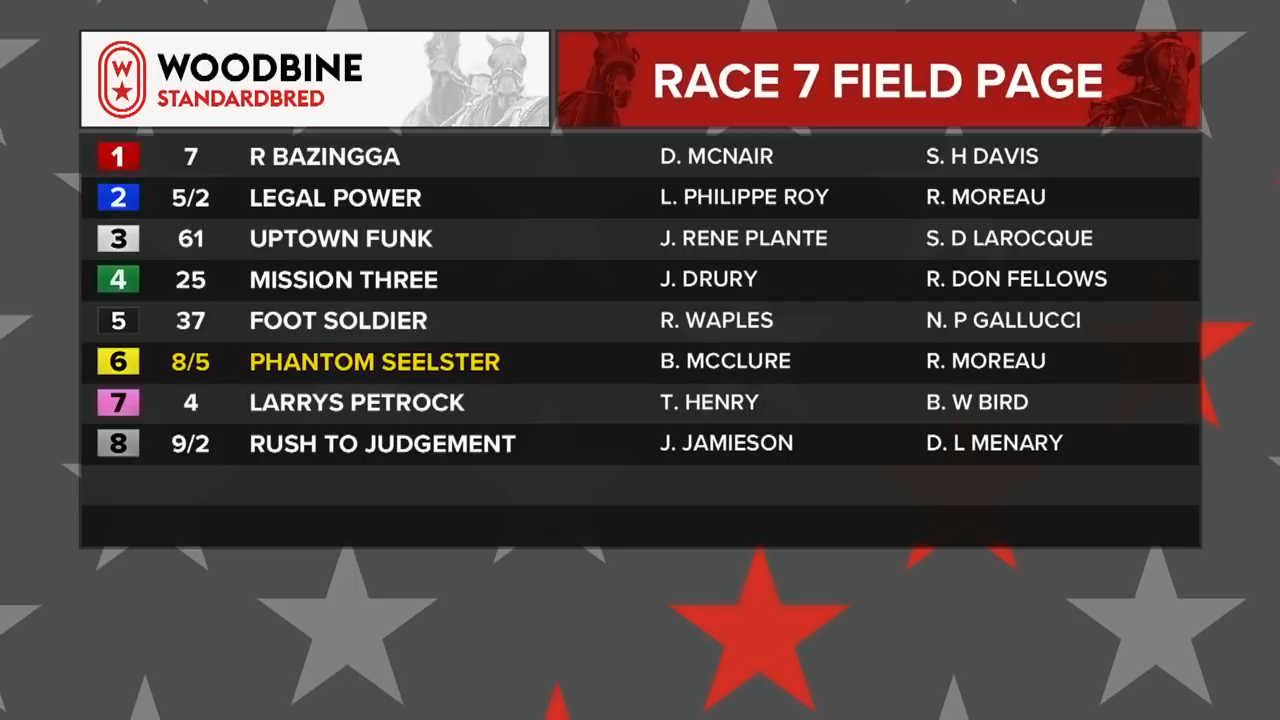 W
WOODBINE
STANDARDBRED
RACE 7 FIELD PAGE
1 7 R BAZINGGA D. MCNAIR S. H DAVIS
2 5/2 LEGAL POWER L. PHILIPPE ROY R. MOREAU
3 61 UPTOWN FUNK J. RENE PLANTE S. D LAROCQUE
4 25 MISSION THREE J. DRURY R. DON FELLOWS
5 37 FOOT SOLDIER R. WAPLES N. P GALLUCCI
6 8/5 PHANTOM SEELSTER B. MCCLURE R. MOREAU
7 4 LARRYS PETROCK T. HENRY B. W BIRD
8 9/2 RUSH TO JUDGEMENT J. JAMIESON D. L MENARY